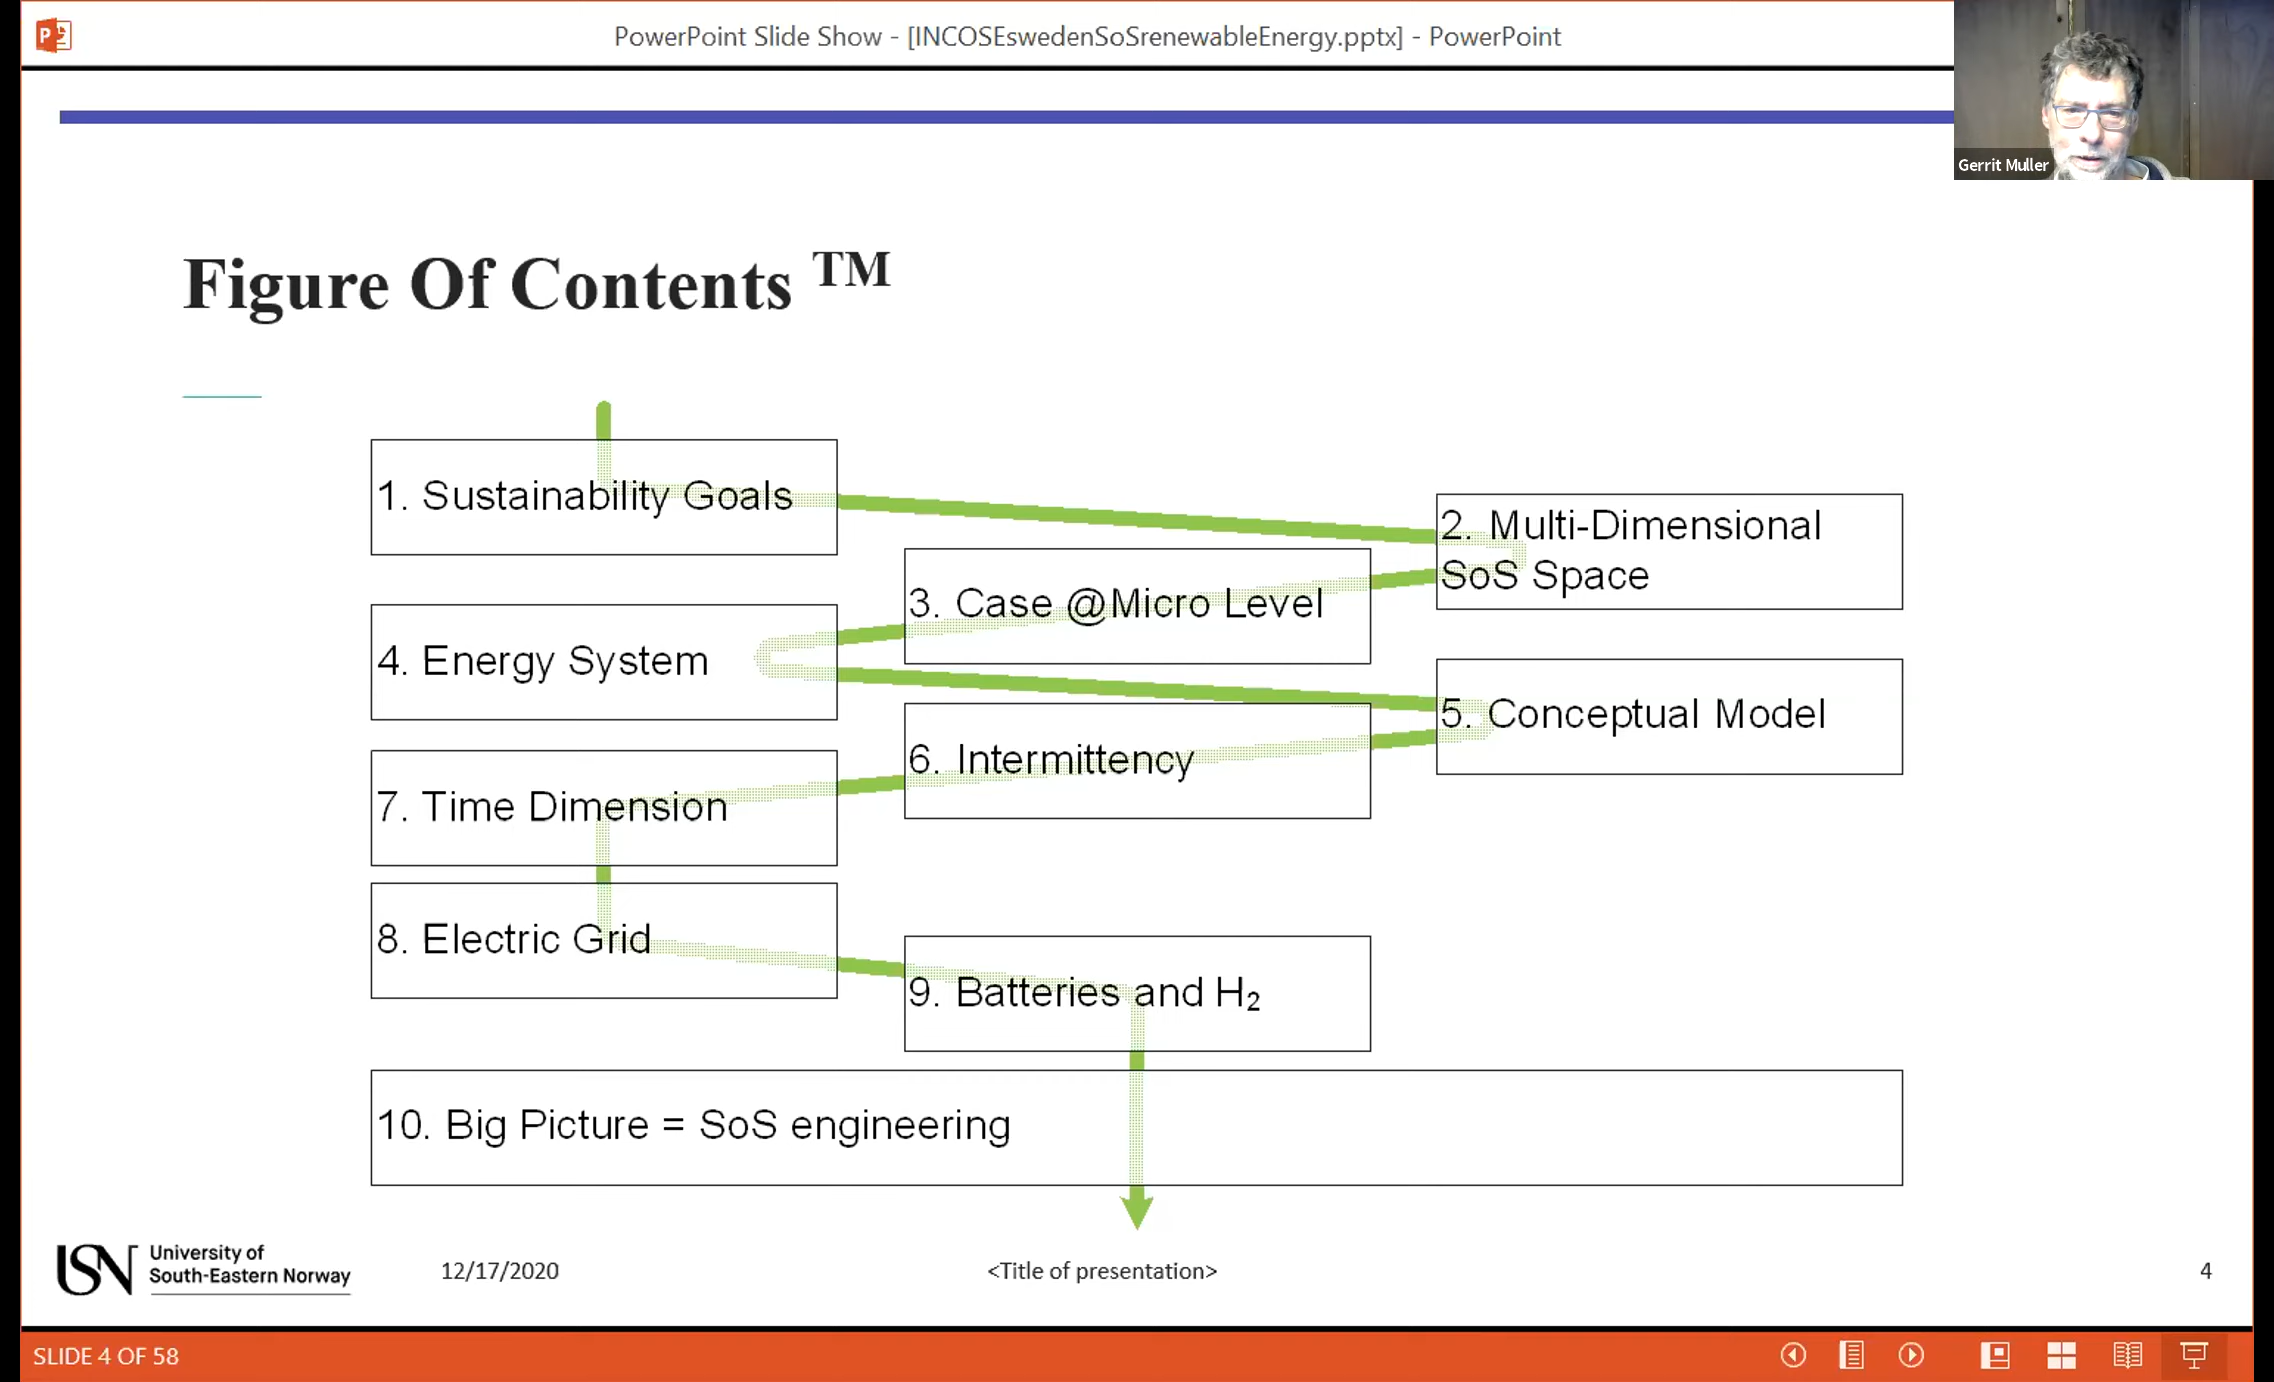 PowerPoint Slide Show - [INCOSEswedenSoSrenewableEnergy.pptx] - PowerPoint
Gerrit Muller
Figure Of Contents TM
1. Sustainability Goals
2. Multi-Dimensional
SoS Space
3. Case @Micro Level
4. Energy System
5. Conceptual Model
6. Intermittency
7. Time Dimension
8. Electric Grid
9. Batteries and H2
10. Big Picture = SoS engineering
USN
University of
South-Eastern Norway
12/17/2020
<Title of presentation>
4
SLIDE 4 OF 58